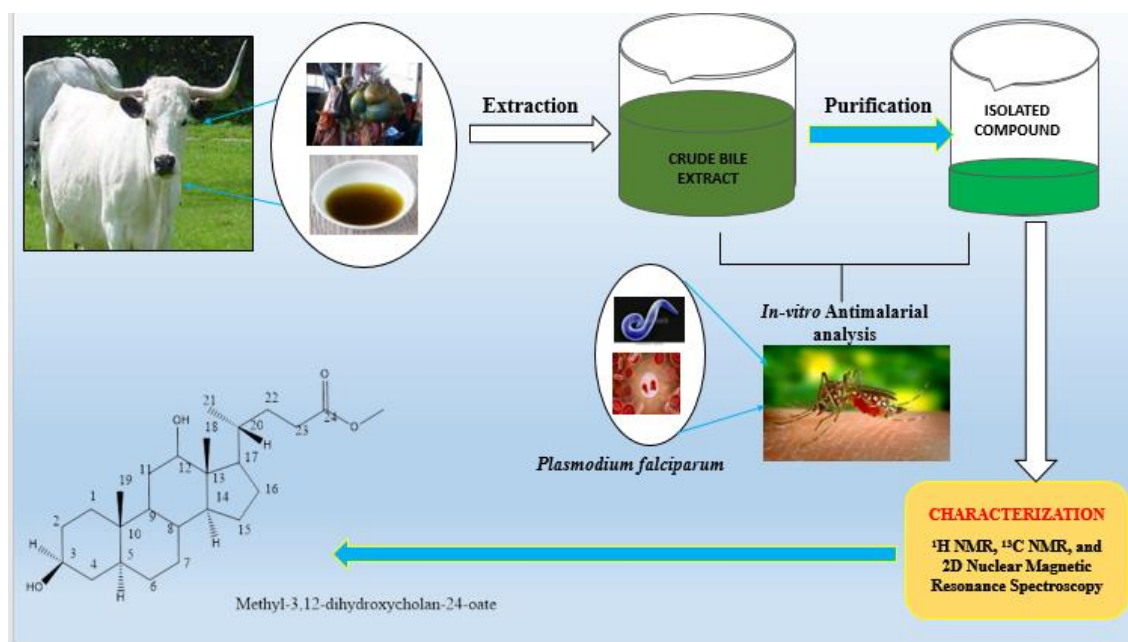 Extraction
CRUDE BILE
EXTRACT
Purification
ISOLATED
COMPOUND
In-vitro Antimalarial
analysis
Plasmodium falciparum
CHARACTERIZATION
¹H NMR, ¹³C NMR, and
2D Nuclear Magnetic
Resonance Spectroscopy
O
21
22
24
OH
20
23
O
18
H
12
17
11
13
19
16
1
14
9
8
15
2
10
H
H
3
5
7
4
6
HO
H
Methyl-3,12-dihydroxycholan-24-oate